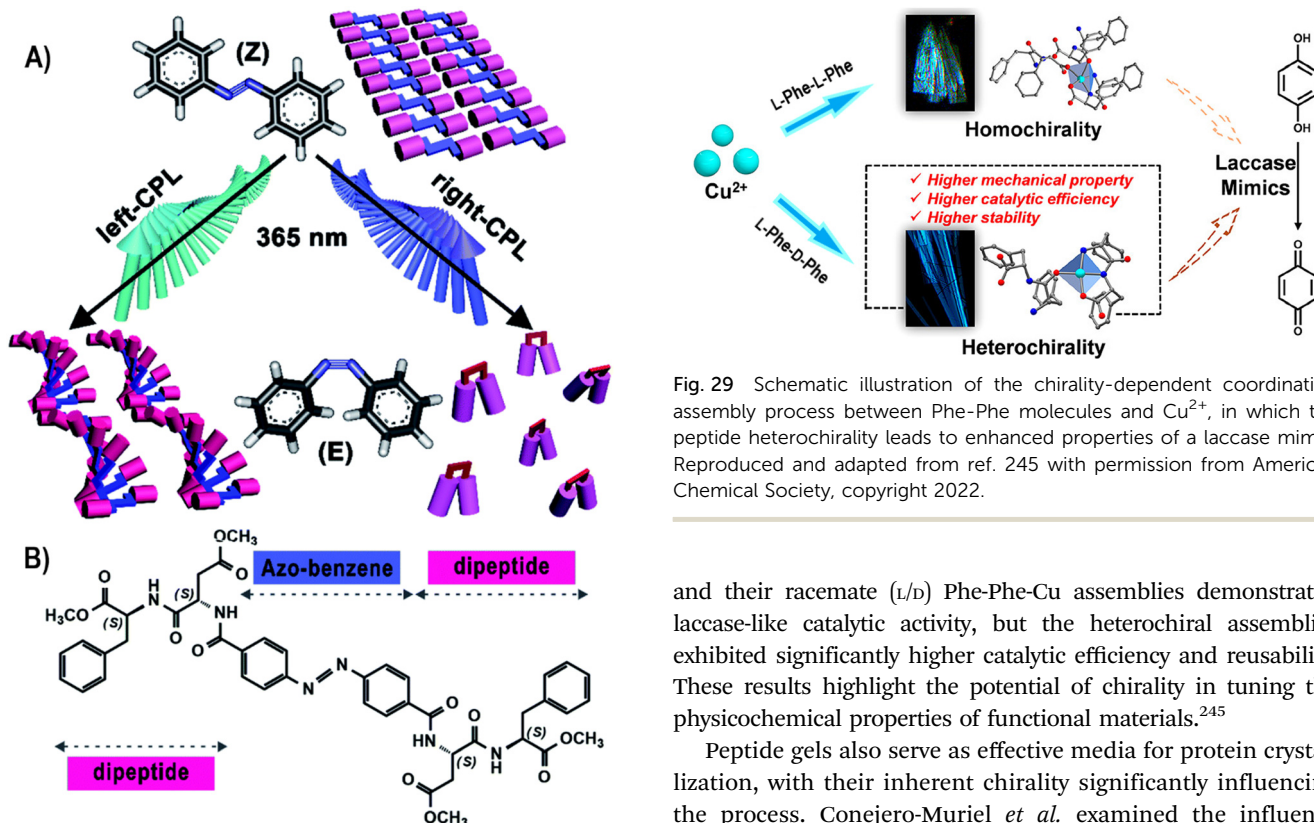 A)
(Z)
left-CPL
right-CPL
365 nm
(E)
B)
Azo-benzene
dipeptide
OCH₃
O
O
(S)
H
N
O
H₃CO
(S)
NH
O
O
N
N
O
HN
(S)
O
N
H
(S)
OCH₃
O
O
OCH₃
dipeptide
Cu²⁺
L-Phe-L-Phe
L-Phe-D-Phe
Homochirality
✓ Higher mechanical property
✓ Higher catalytic efficiency
✓ Higher stability
Heterochirality
Laccase
Mimics
OH
OH
O
O
Fig. 29 Schematic illustration of the chirality-dependent coordinati
assembly process between Phe-Phe molecules and Cu²⁺, in which t
peptide heterochirality leads to enhanced properties of a laccase mim
Reproduced and adapted from ref. 245 with permission from Americ
Chemical Society, copyright 2022.
and their racemate (L/D) Phe-Phe-Cu assemblies demonstrat
laccase-like catalytic activity, but the heterochiral assembli
exhibited significantly higher catalytic efficiency and reusabili
These results highlight the potential of chirality in tuning t
physicochemical properties of functional materials.²⁴⁵
Peptide gels also serve as effective media for protein crysta
lization, with their inherent chirality significantly influencin
the process. Conejero-Muriel et al. examined the influen